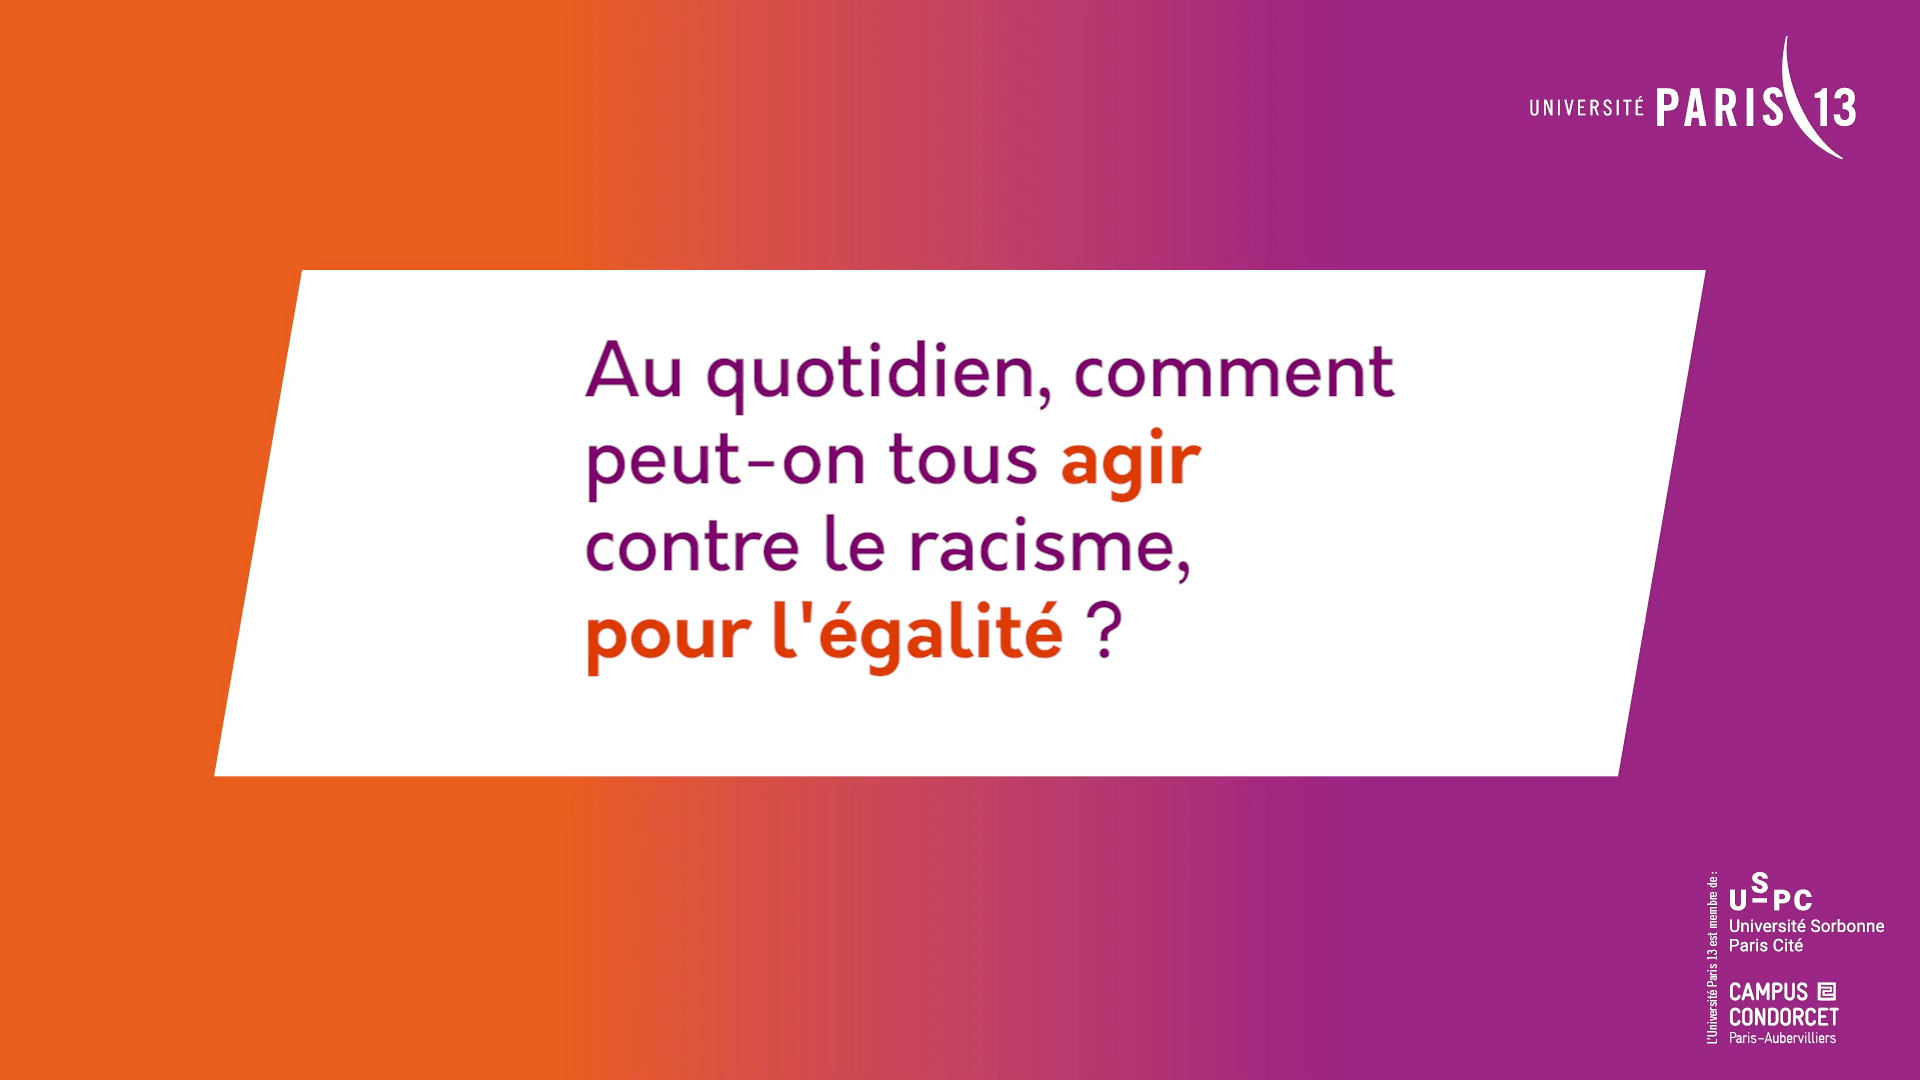 UNIVERSITÉ PARIS 13
Au quotidien, comment
peut-on tous agir
contre le racisme,
pour l'égalité ?
L'Université Paris 13 est membre de :
USPC
Université Sorbonne
Paris Cité
CAMPUS
CONDORCET
Paris-Aubervilliers